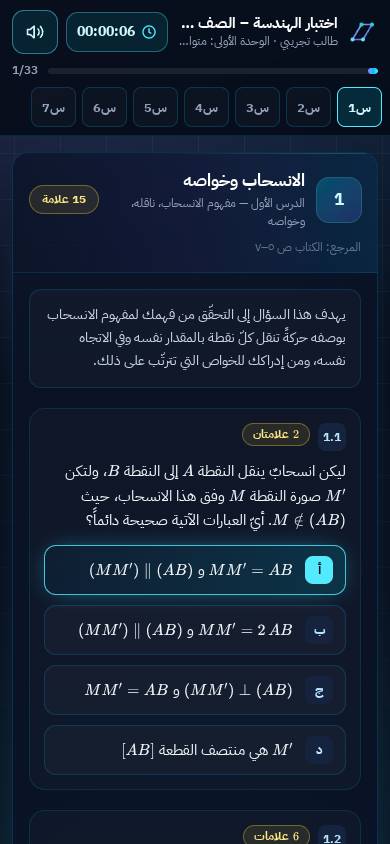 اختبار الهندسة – الصف ...
طالب تجريبي · الوحدة الأولى: متوا...
00:00:06
1/33
س1 س2 س3 س4 س5 س6 س7
1
الانسحاب وخواصه
الدرس الأول — مفهوم الانسحاب، ناقله،
وخواصه
15 علامة
المرجع: الكتاب ص ٥–٧
يهدف هذا السؤال إلى التحقّق من فهمك لمفهوم الانسحاب
بوصفه حركةً تنقل كلّ نقطة بالمقدار نفسه وفي الاتجاه
نفسه، ومن إدراكك للخواص التي تترتّب على ذلك.
1.1 2 علامتان
ليكن انسحابٌ ينقل النقطة A إلى النقطة B، ولتكن
M′ صورة النقطة M وفق هذا الانسحاب، حيث
M ∉ (AB). أيّ العبارات الآتية صحيحة دائماً؟
أ MM′ = AB و (MM′) ∥ (AB)
ب MM′ = 2 AB و (MM′) ∥ (AB)
ج (MM′) ⊥ (AB) و MM′ = AB
د M′ هي منتصف القطعة [AB]
1.2 6 علامات